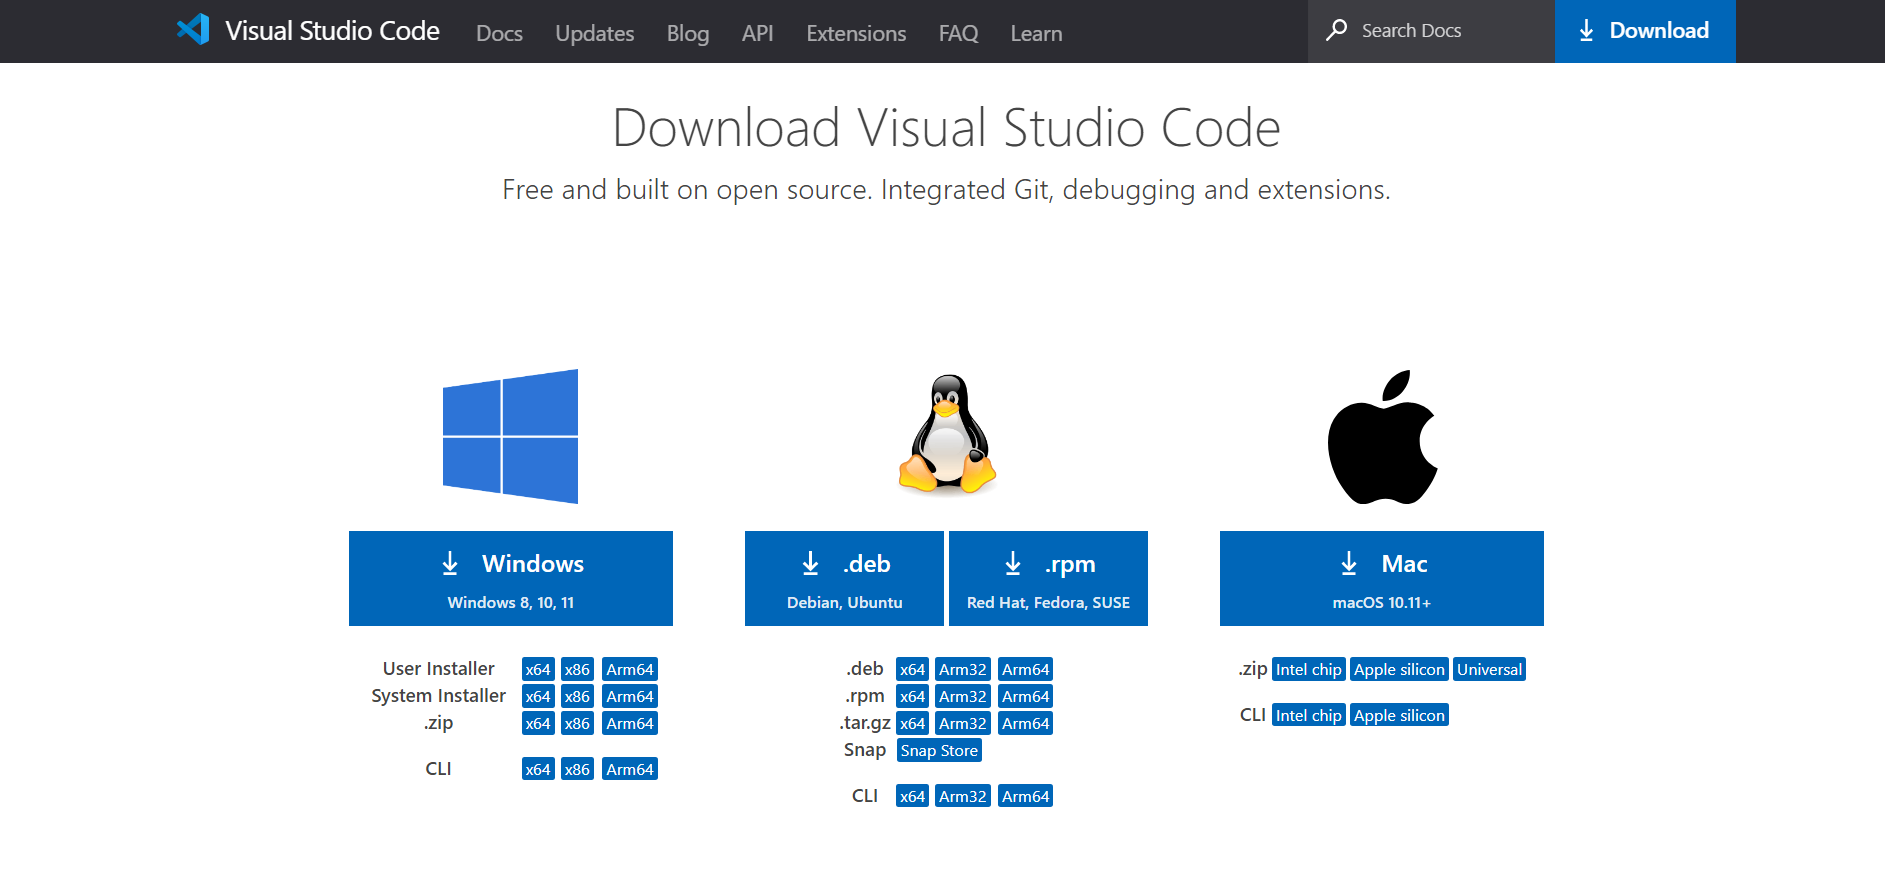 Visual Studio Code Docs Updates Blog API Extensions FAQ Learn Search Docs Download
Download Visual Studio Code
Free and built on open source. Integrated Git, debugging and extensions.
Windows
Windows 8, 10, 11
User Installer x64 x86 Arm64
System Installer x64 x86 Arm64
.zip x64 x86 Arm64
CLI x64 x86 Arm64
.deb
Debian, Ubuntu
.rpm
Red Hat, Fedora, SUSE
.deb x64 Arm32 Arm64
.rpm x64 Arm32 Arm64
.tar.gz x64 Arm32 Arm64
Snap Snap Store
CLI x64 Arm32 Arm64
Mac
macOS 10.11+
.zip Intel chip Apple silicon Universal
CLI Intel chip Apple silicon